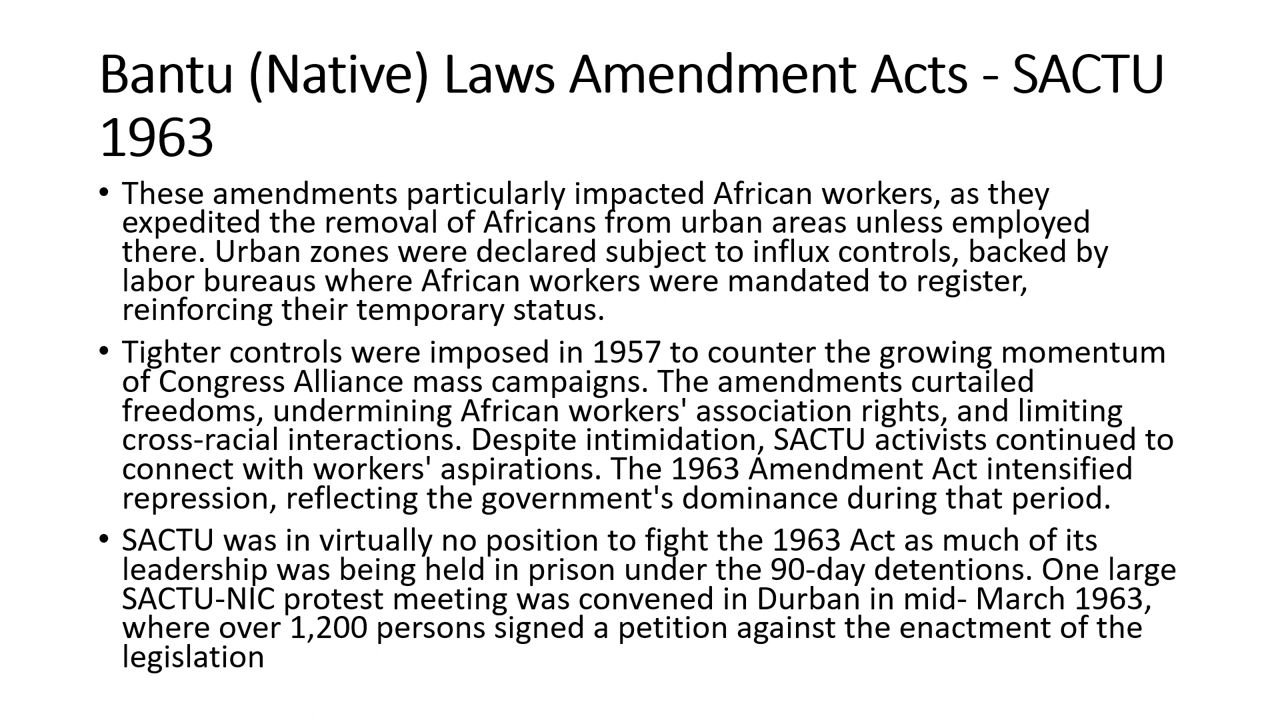 Bantu (Native) Laws Amendment Acts - SACTU
1963
• These amendments particularly impacted African workers, as they
expedited the removal of Africans from urban areas unless employed
there. Urban zones were declared subject to influx controls, backed by
labor bureaus where African workers were mandated to register,
reinforcing their temporary status.
• Tighter controls were imposed in 1957 to counter the growing momentum
of Congress Alliance mass campaigns. The amendments curtailed
freedoms, undermining African workers' association rights, and limiting
cross-racial interactions. Despite intimidation, SACTU activists continued to
connect with workers' aspirations. The 1963 Amendment Act intensified
repression, reflecting the government's dominance during that period.
• SACTU was in virtually no position to fight the 1963 Act as much of its
leadership was being held in prison under the 90-day detentions. One large
SACTU-NIC protest meeting was convened in Durban in mid- March 1963,
where over 1,200 persons signed a petition against the enactment of the
legislation